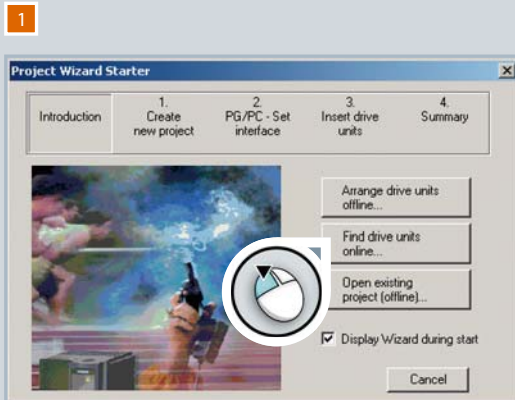 1
Project Wizard Starter
Introduction
1.
Create
new project
2.
PG/PC - Set
interface
3.
Insert drive
units
4.
Summary
Arrange drive units
offline...
Find drive units
online...
Open existing
project (offline)...
Display Wizard during start
Cancel